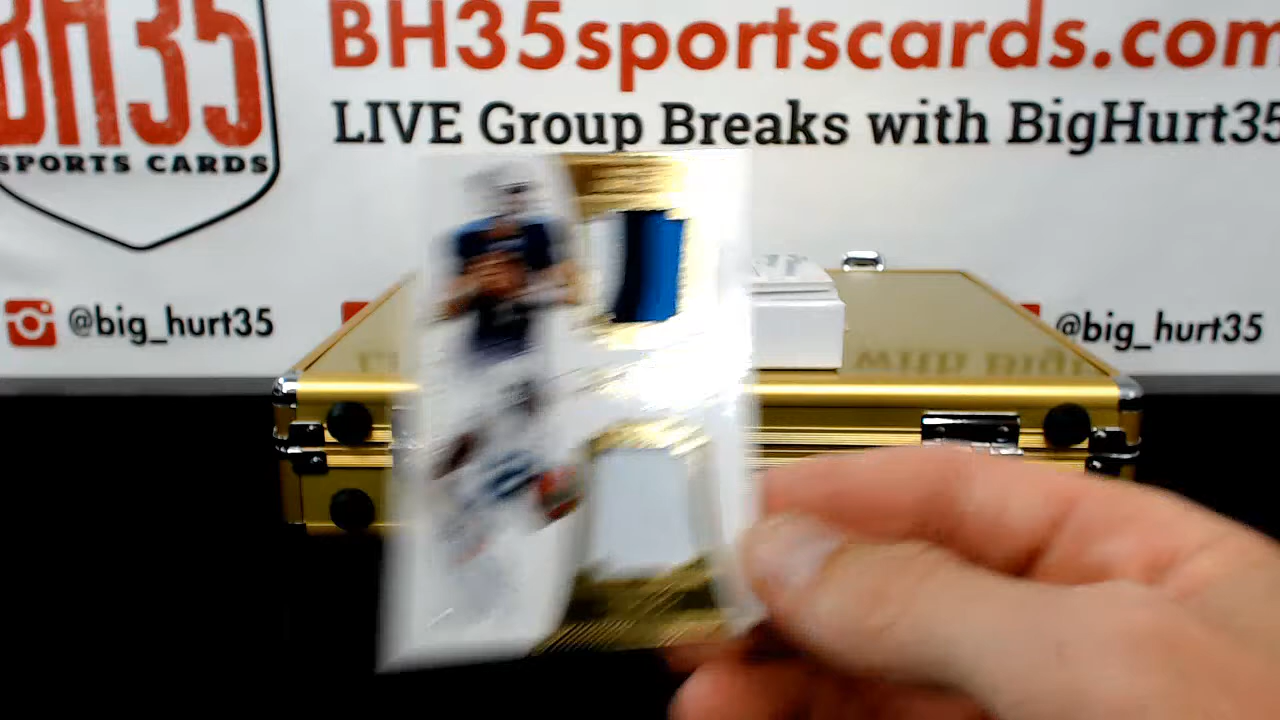 BH35
SPORTS CARDS
BH35sportscards.com
LIVE Group Breaks with BigHurt35
@big_hurt35
@big_hurt35